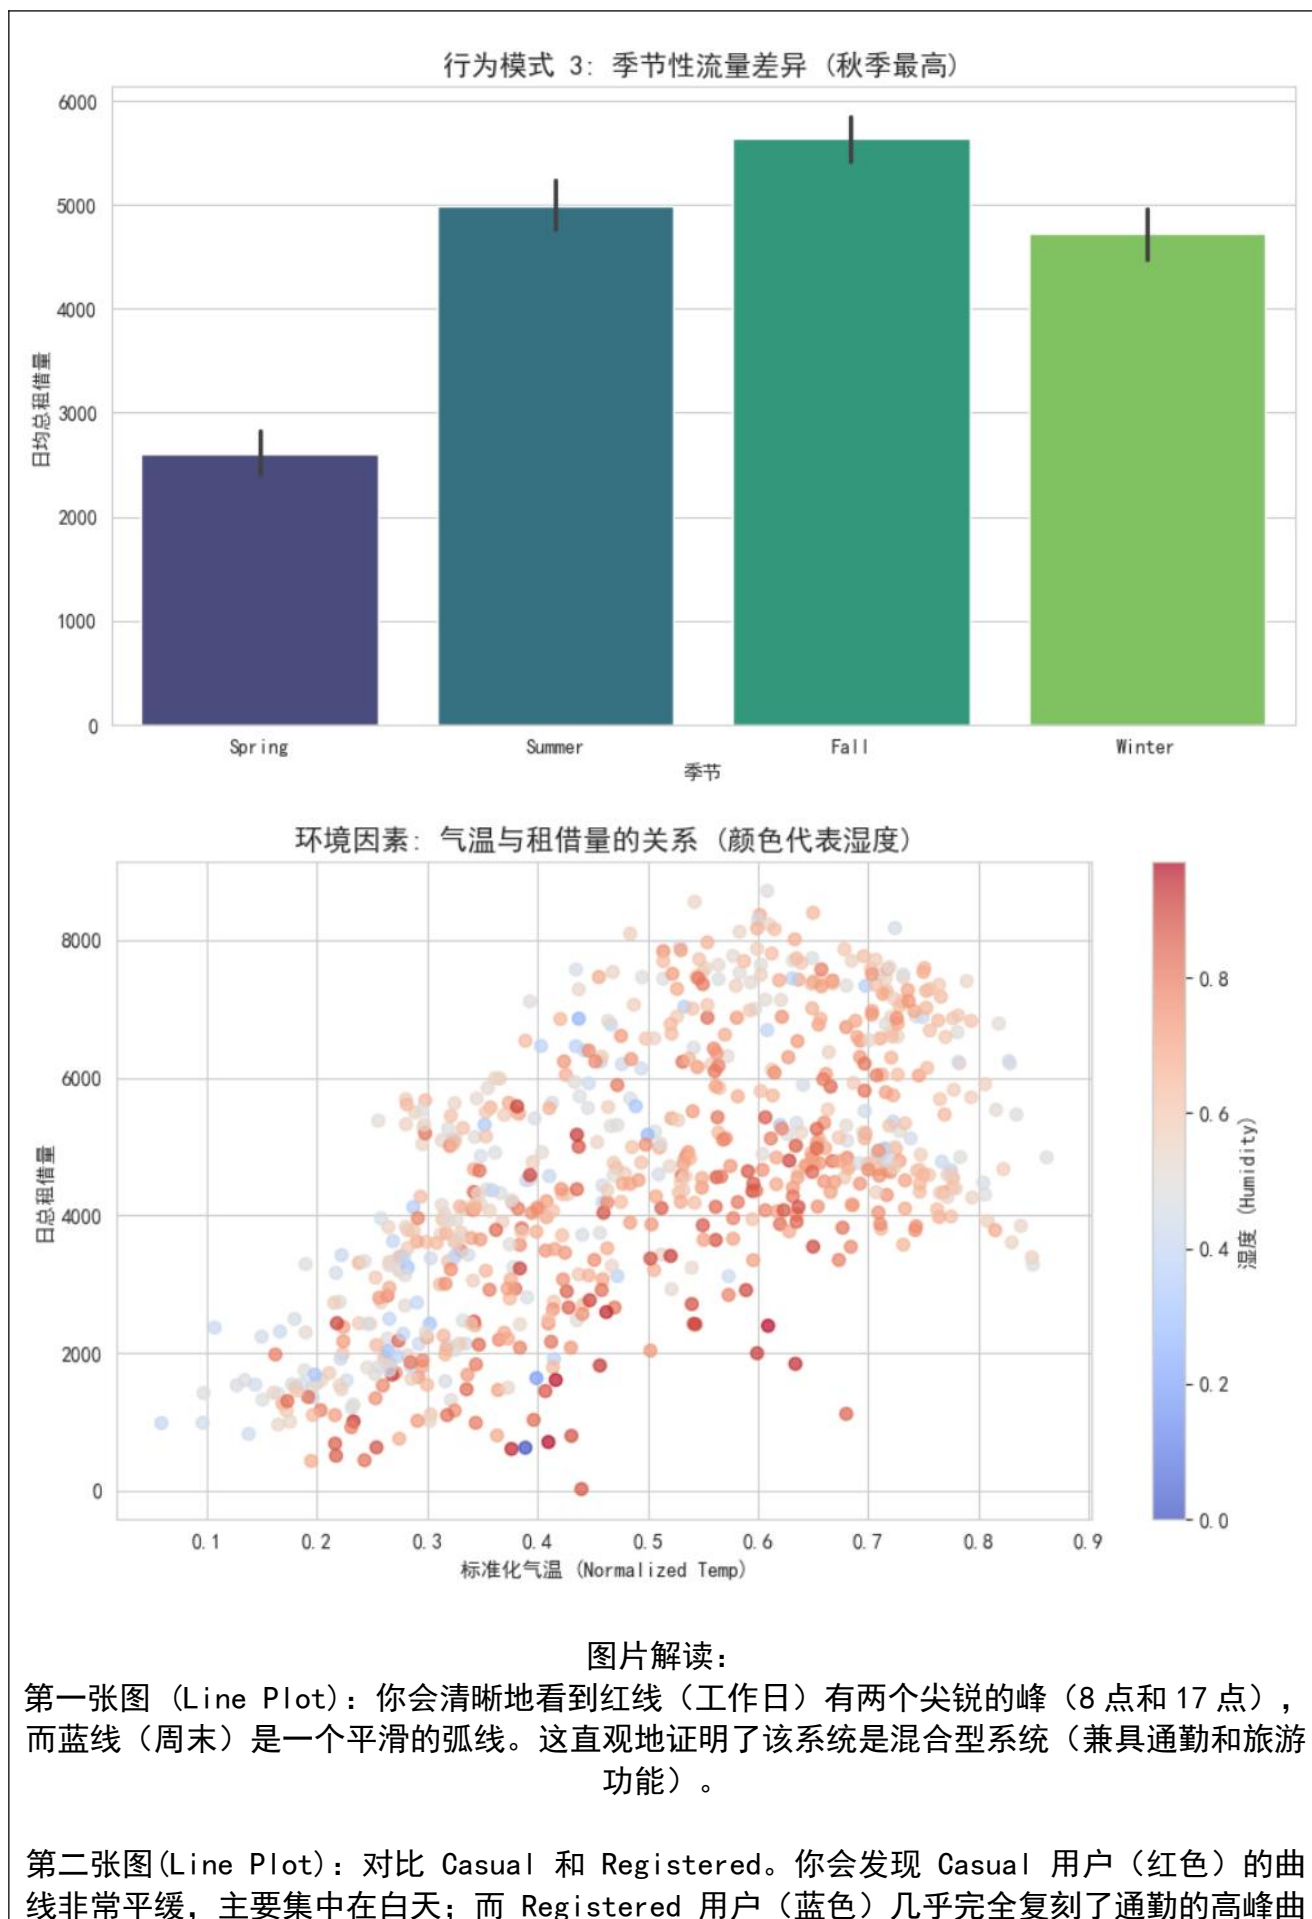 行为模式 3: 季节性流量差异 (秋季最高)
6000
5000
4000
3000
2000
1000
0
日均总租借量
Spring Summer Fall Winter
季节
环境因素: 气温与租借量的关系 (颜色代表湿度)
8000
6000
4000
2000
0
日总租借量
0.1 0.2 0.3 0.4 0.5 0.6 0.7 0.8 0.9
标准化气温 (Normalized Temp)
0.8
0.6
0.4
0.2
0.0
湿度 (Humidity)
图片解读：
第一张图 (Line Plot)：你会清晰地看到红线（工作日）有两个尖锐的峰（8 点和 17 点），
而蓝线（周末）是一个平滑的弧线。这直观地证明了该系统是混合型系统（兼具通勤和旅游
功能）。
第二张图(Line Plot)：对比 Casual 和 Registered。你会发现 Casual 用户（红色）的曲
线非常平缓，主要集中在白天；而 Registered 用户（蓝色）几乎完全复刻了通勤的高峰曲